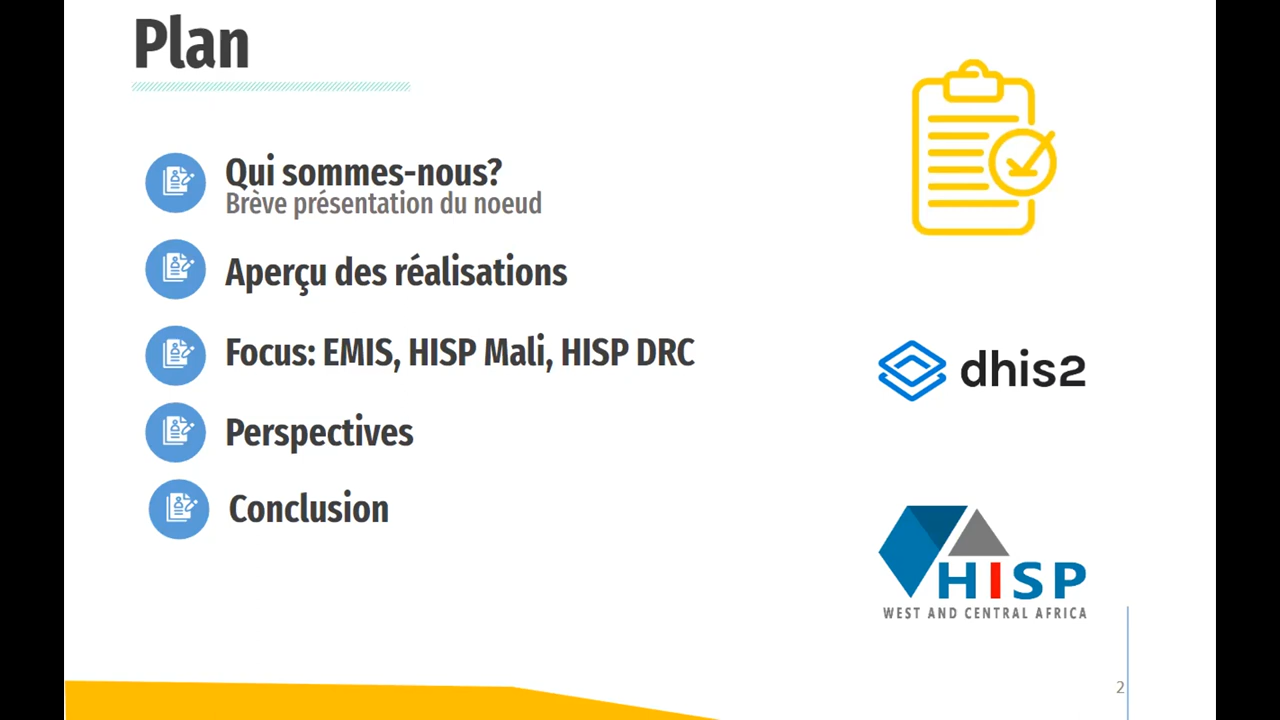 Plan
Qui sommes-nous?
Brève présentation du noeud
Aperçu des réalisations
Focus: EMIS, HISP Mali, HISP DRC
Perspectives
Conclusion
dhis2
HISP
WEST AND CENTRAL AFRICA
2